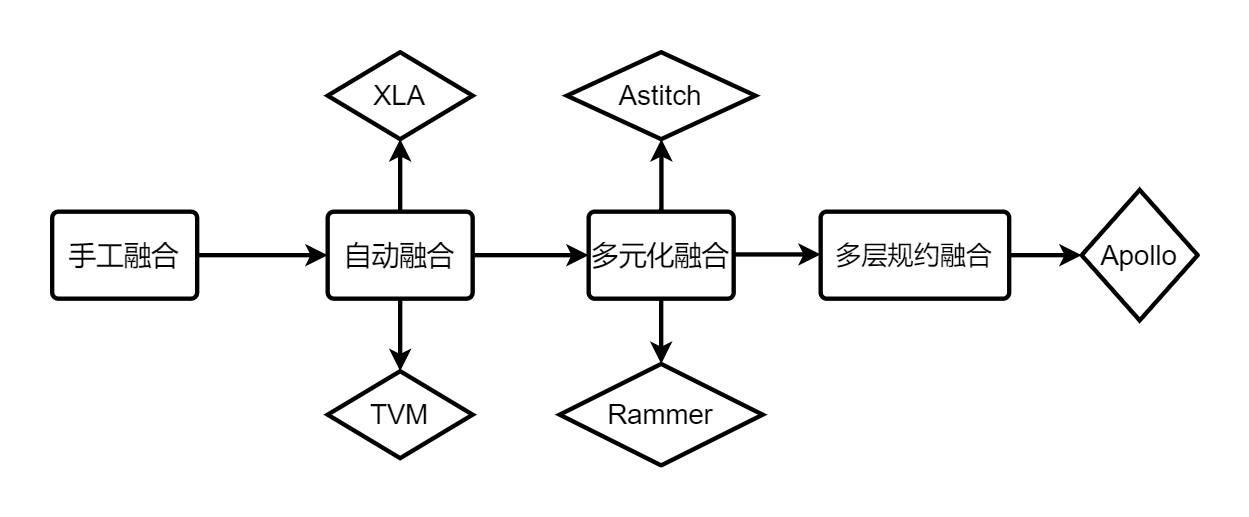 XLA
Astitch
手工融合
自动融合
多元化融合
多层规约融合
Apollo
TVM
Rammer